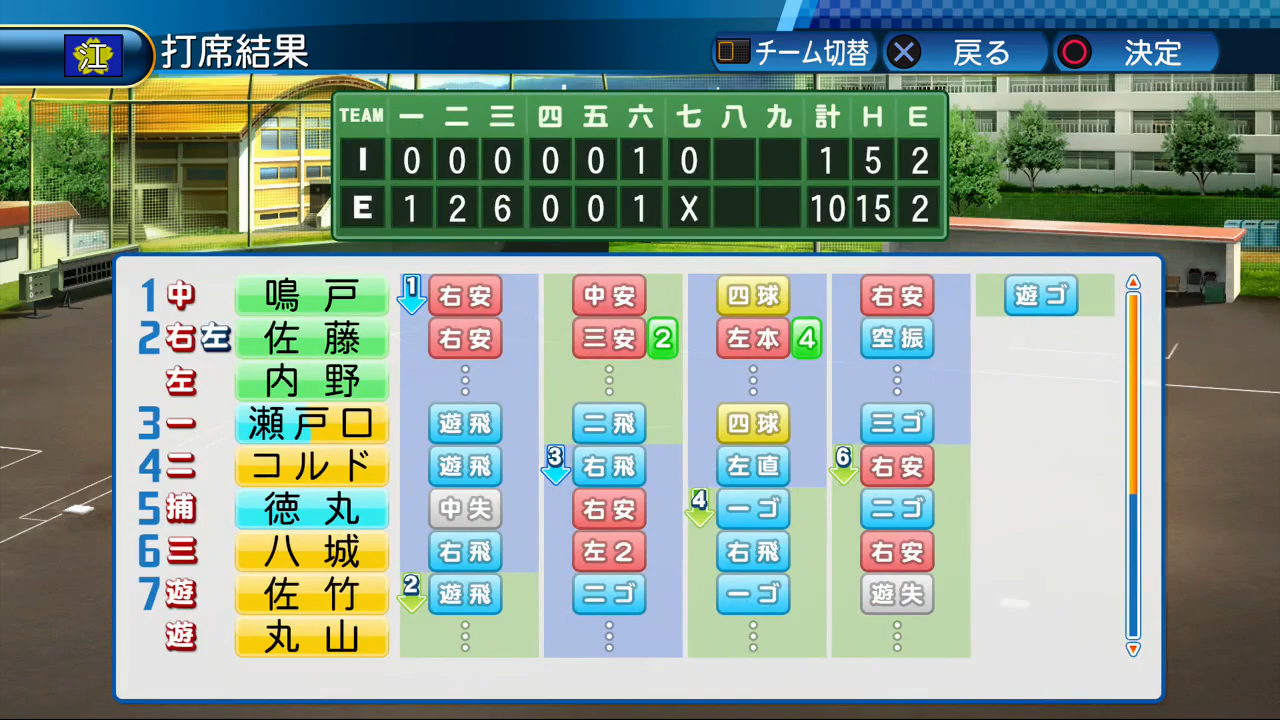 江 打席結果 チーム切替 戻る 決定
TEAM 一 二 三 四 五 六 七 八 九 計 H E
I 0 0 0 0 0 1 0 1 5 2
E 1 2 6 0 0 1 X 10 15 2
1 中 鳴戸 1 右安 中安 四球 右安 遊ゴ
2 右 左 佐藤 右安 三安 2 左本 4 空振
左 内野
3 一 瀬戸口 遊飛 二飛 四球 三ゴ
4 二 コルド 遊飛 3 右飛 左直 6 右安
5 捕 徳丸 中失 右安 4 一ゴ 二ゴ
6 三 八城 右飛 左2 右飛 右安
7 遊 佐竹 2 遊飛 二ゴ 一ゴ 遊失
遊 丸山